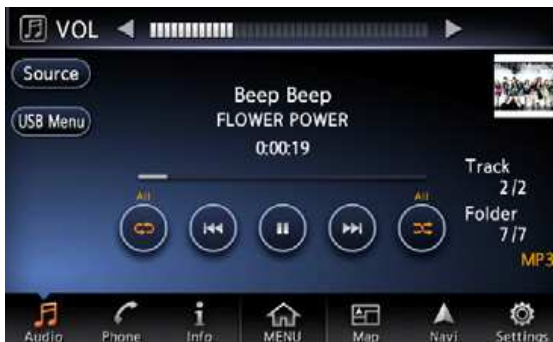 VOL
Source
USB Menu
Beep Beep
FLOWER POWER
0:00:19
Track
2/2
Folder
7/7
MP3
All
All
Audio
Phone
Info
MENU
Map
Navi
Settings